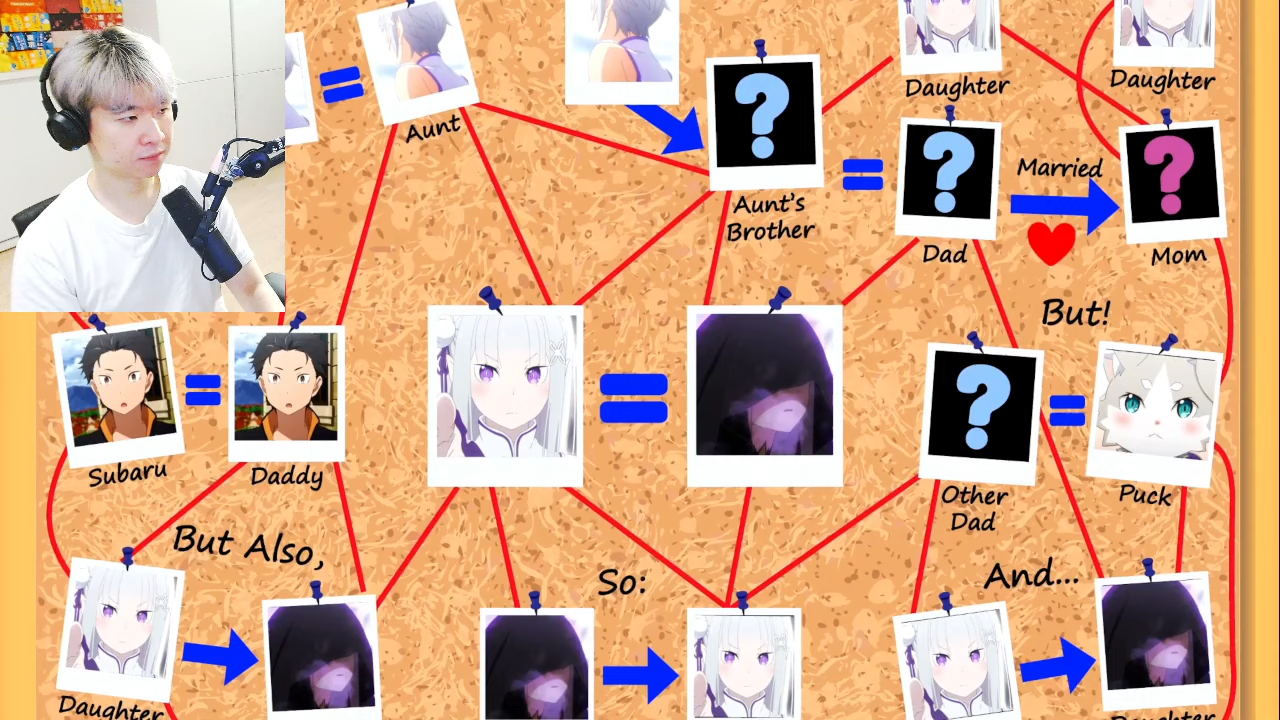 Daughter
Daughter
Aunt
Married
Aunt's
Brother
Dad
Mom
But!
Subaru
Daddy
Other
Dad
Puck
But Also,
So:
And...
Daughter
Daughter